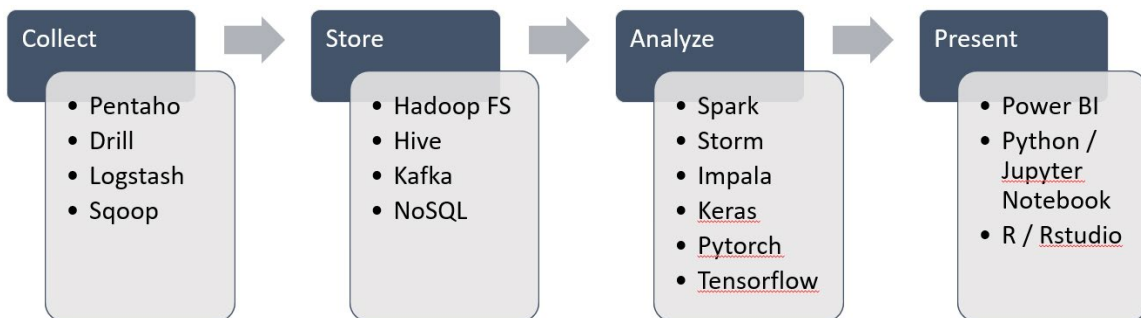 Collect
• Pentaho
• Drill
• Logstash
• Sqoop
Store
• Hadoop FS
• Hive
• Kafka
• NoSQL
Analyze
• Spark
• Storm
• Impala
• Keras
• Pytorch
• Tensorflow
Present
• Power BI
• Python /
Jupyter
Notebook
• R / Rstudio